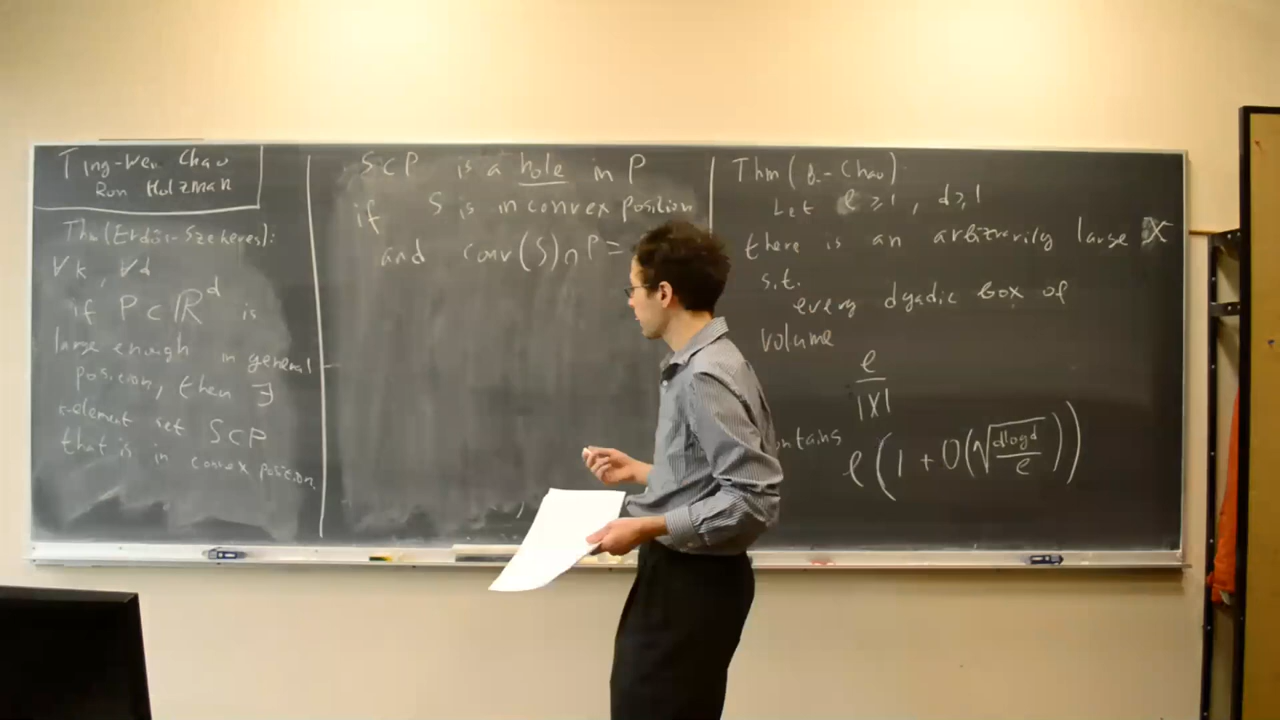 Ting-Wei Chao
Ron Holzman
Thm (Erdős-Szekeres):
∀k, ∀d
if P⊂ℝ^d is
large enough in general
position, then ∃
k-element set S⊂P
that is in convex position.
S⊂P is a hole in P
if S is in convex position
and conv(S)∩P=
Thm (B.-Chao):
Let ℓ≥1, d≥1
there is an arbitrarily large X
s.t.
every dyadic box of
volume
ℓ/|X|
contains ℓ(1+O(√(d log d/ℓ)))